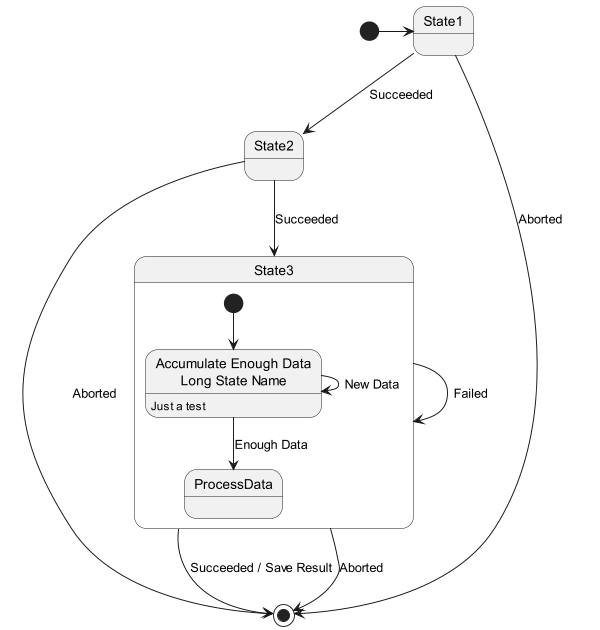 State1
Succeeded
State2
Succeeded
Aborted
State3
Accumulate Enough Data
Long State Name
Just a test
New Data
Aborted
Failed
Enough Data
ProcessData
Succeeded / Save Result
Aborted